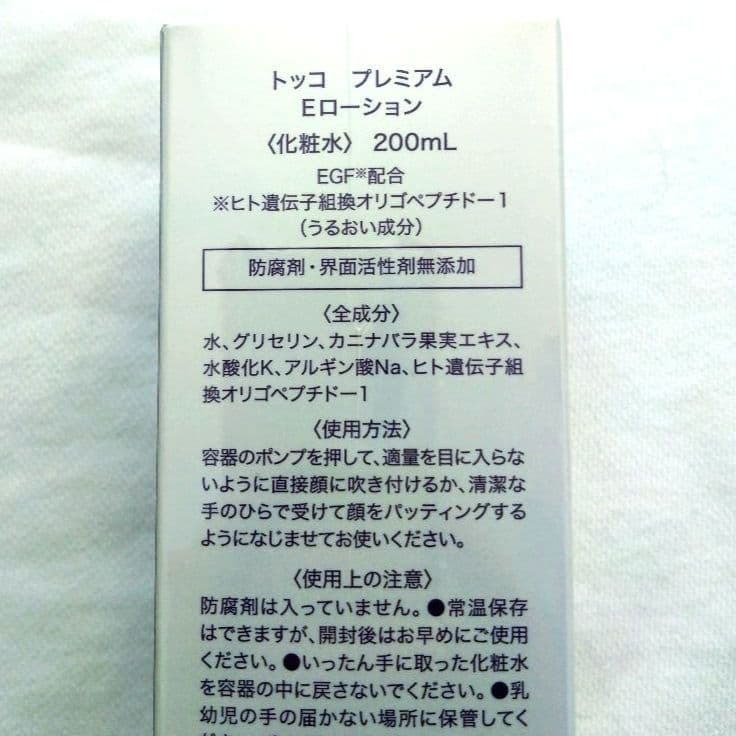 トッコ　プレミアム
Eローション
〈化粧水〉 200mL
EGF※配合
※ヒト遺伝子組換オリゴペプチドー1
（うるおい成分）
防腐剤・界面活性剤無添加
〈全成分〉
水、グリセリン、カニナバラ果実エキス、
水酸化K、アルギン酸Na、ヒト遺伝子組
換オリゴペプチドー1
〈使用方法〉
容器のポンプを押して、適量を目に入らな
いように直接顔に吹き付けるか、清潔な
手のひらで受けて顔をパッティングする
ようになじませてお使いください。
〈使用上の注意〉
防腐剤は入っていません。●常温保存
はできますが、開封後はお早めにご使用
ください。●いったん手に取った化粧水
を容器の中に戻さないでください。●乳
幼児の手の届かない場所に保管してく